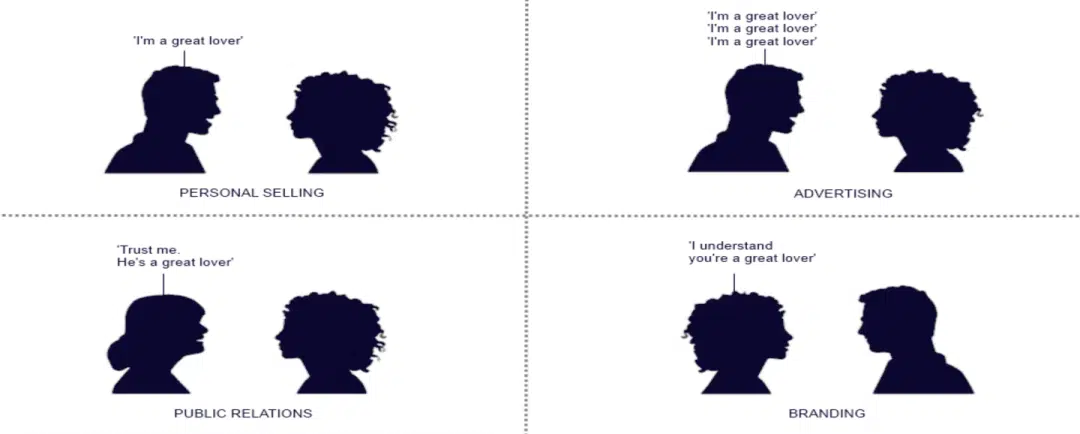 'I'm a great lover'
PERSONAL SELLING
'I'm a great lover'
'I'm a great lover'
'I'm a great lover'
ADVERTISING
'Trust me.
He's a great lover'
PUBLIC RELATIONS
'I understand
you're a great lover'
BRANDING